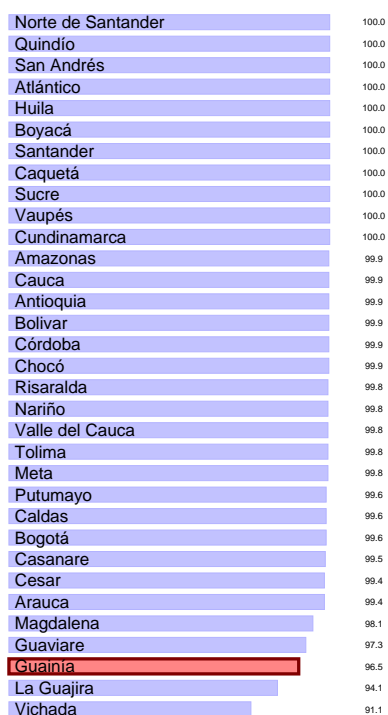 Norte de Santander 100.0
Quindío 100.0
San Andrés 100.0
Atlántico 100.0
Huila 100.0
Boyacá 100.0
Santander 100.0
Caquetá 100.0
Sucre 100.0
Vaupés 100.0
Cundinamarca 100.0
Amazonas 99.9
Cauca 99.9
Antioquia 99.9
Bolivar 99.9
Córdoba 99.9
Chocó 99.9
Risaralda 99.8
Nariño 99.8
Valle del Cauca 99.8
Tolima 99.8
Meta 99.8
Putumayo 99.6
Caldas 99.6
Bogotá 99.6
Casanare 99.5
Cesar 99.4
Arauca 99.4
Magdalena 98.1
Guaviare 97.3
Guainía 96.5
La Guajira 94.1
Vichada 91.1